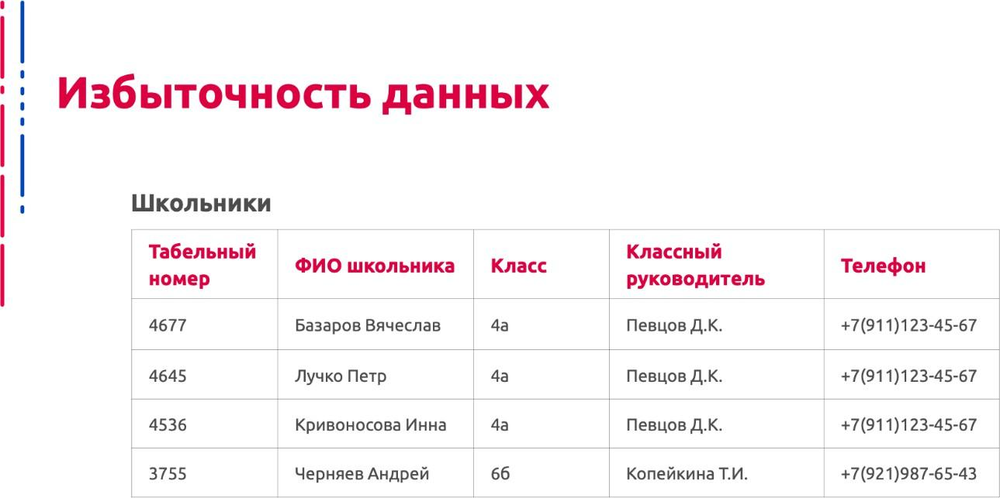 Избыточность данных
Школьники
Табельный номер ФИО школьника Класс Классный руководитель Телефон
4677 Базаров Вячеслав 4а Певцов Д.К. +7(911)123-45-67
4645 Лучко Петр 4а Певцов Д.К. +7(911)123-45-67
4536 Кривоносова Инна 4а Певцов Д.К. +7(911)123-45-67
3755 Черняев Андрей 6б Копейкина Т.И. +7(921)987-65-43